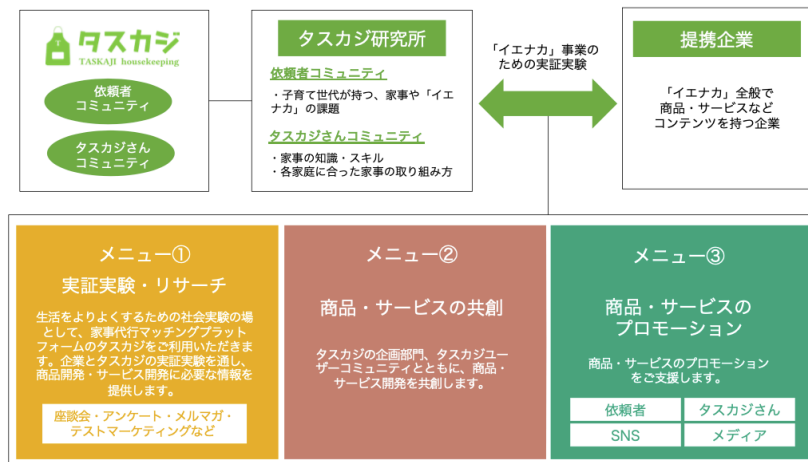 タスカジ
TASKAJI housekeeping
依頼者
コミュニティ
タスカジさん
コミュニティ
タスカジ研究所
依頼者コミュニティ
・子育て世代が持つ、家事や「イエ
ナカ」の課題
タスカジさんコミュニティ
・家事の知識・スキル
・各家庭に合った家事の取り組み方
「イエナカ」事業の
ための実証実験
提携企業
「イエナカ」全般で
商品・サービスなど
コンテンツを持つ企業
メニュー①
実証実験・リサーチ
生活をよりよくするための社会実験の場
として、家事代行マッチングプラット
フォームのタスカジをご利用いただきま
す。企業とタスカジの実証実験を通し、
商品開発・サービス開発に必要な情報を
提供します。
座談会・アンケート・メルマガ・
テストマーケティングなど
メニュー②
商品・サービスの共創
タスカジの企画部門、タスカジユー
ザーコミュニティとともに、商品・
サービス開発を共創します。
メニュー③
商品・サービスの
プロモーション
商品・サービスのプロモーション
をご支援します。
依頼者
タスカジさん
SNS
メディア